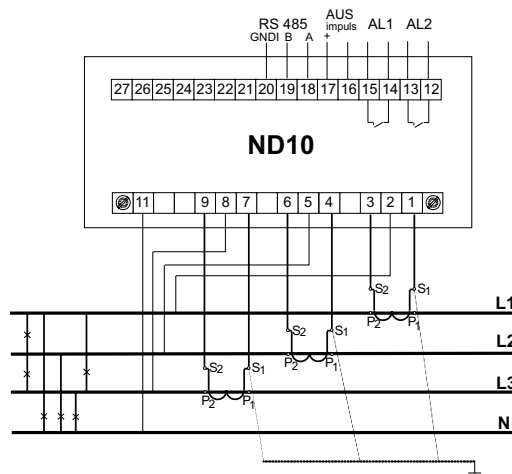 RS 485 AUS AL1 AL2
GNDI B A impuls
+
27 26 25 24 23 22 21 20 19 18 17 16 15 14 13 12
ND10
11 9 8 7 6 5 4 3 2 1
S2 S1
P2 P1
L1
S2 S1
P2 P1
L2
S2 S1
P2 P1
L3
N